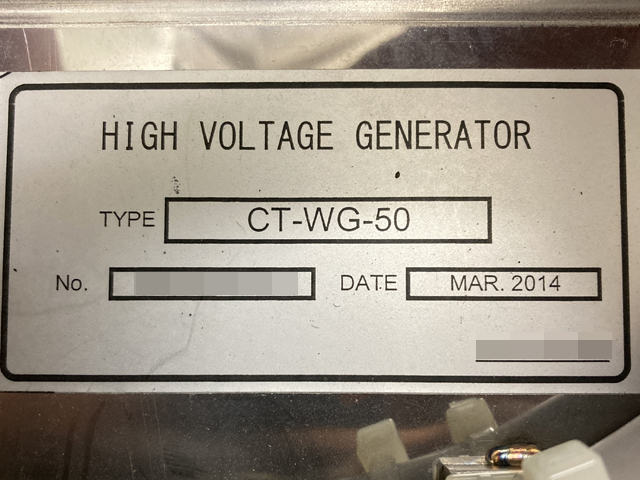 HIGH VOLTAGE GENERATOR
TYPE CT-WG-50
No. DATE MAR. 2014